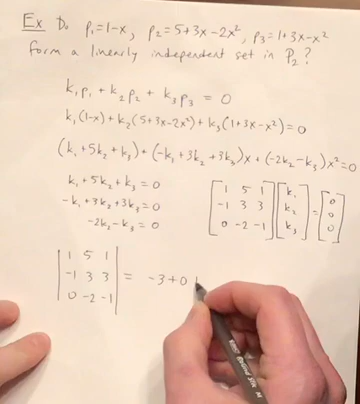 Ex Do p₁=1-x, p₂=5+3x-2x², p₃=1+3x-x²
form a linearly independent set in P₂?
k₁p₁ + k₂p₂ + k₃p₃ = 0
k₁(1-x)+k₂(5+3x-2x²)+k₃(1+3x-x²)=0
(k₁+5k₂+k₃)+(-k₁+3k₂+3k₃)x+(-2k₂-k₃)x²=0
k₁+5k₂+k₃=0
-k₁+3k₂+3k₃=0
-2k₂-k₃=0
[1 5 1] [k₁] = [0]
[-1 3 3] [k₂] [0]
[0 -2 -1] [k₃] [0]
|1 5 1|
|-1 3 3| = -3+0
|0 -2 -1|